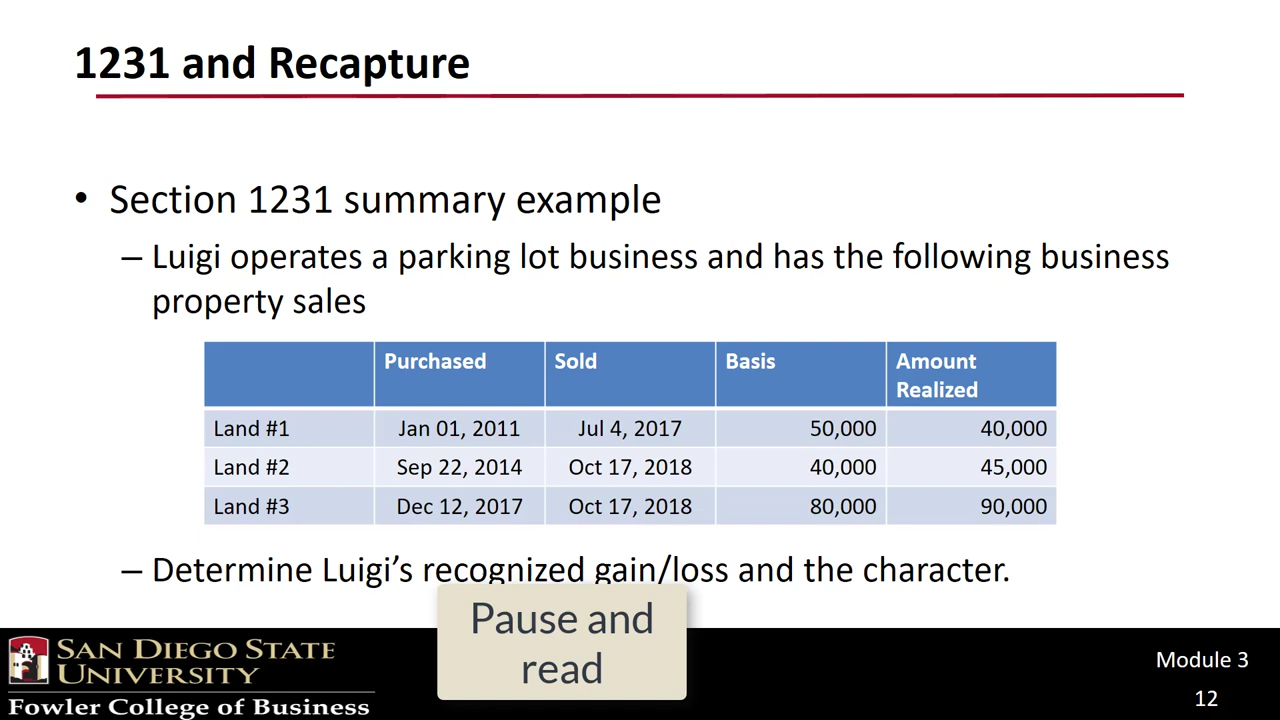 1231 and Recapture
• Section 1231 summary example
– Luigi operates a parking lot business and has the following business
property sales
Purchased Sold Basis Amount
Realized
Land #1 Jan 01, 2011 Jul 4, 2017 50,000 40,000
Land #2 Sep 22, 2014 Oct 17, 2018 40,000 45,000
Land #3 Dec 12, 2017 Oct 17, 2018 80,000 90,000
– Determine Luigi’s recognized gain/loss and the character.
Pause and
read
SAN DIEGO STATE
UNIVERSITY
Fowler College of Business
Module 3
12